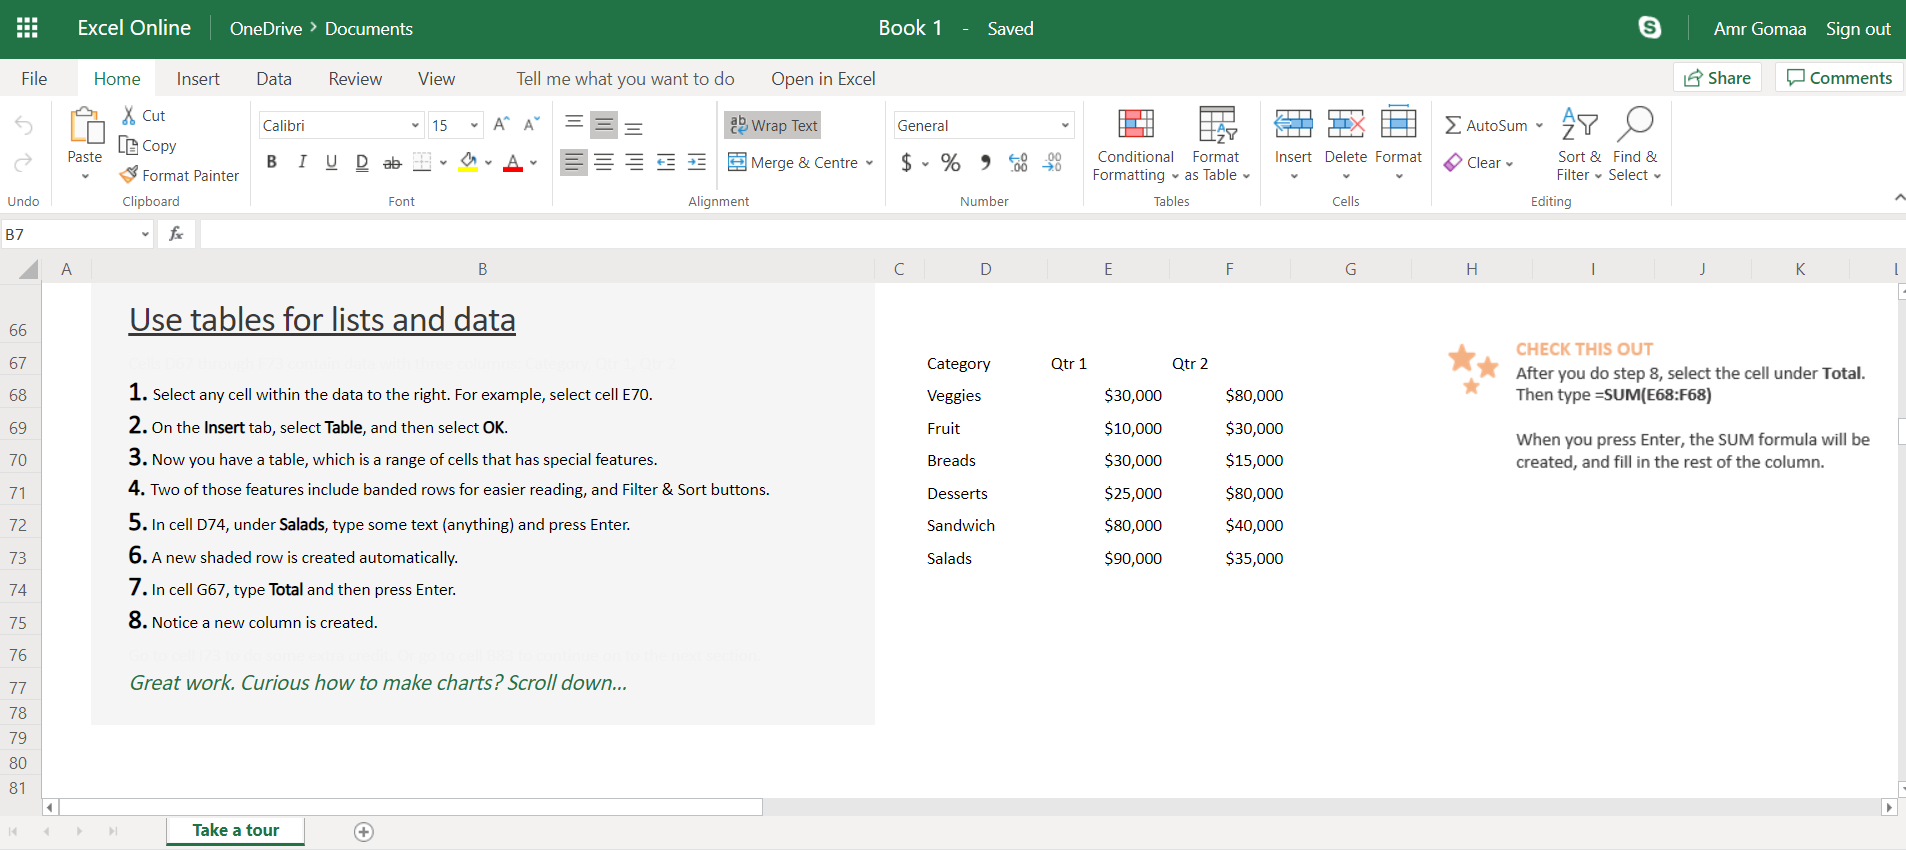 Excel Online OneDrive › Documents Book 1 - Saved Amr Gomaa Sign out
File Home Insert Data Review View Tell me what you want to do Open in Excel Share Comments
Undo
Paste
Cut
Copy
Format Painter
Clipboard
Calibri 15 A A
B I U D ab A
Font
Wrap Text
Merge & Centre
Alignment
General
$ % , .00
Number
Conditional Formatting
Format as Table
Tables
Insert Delete Format
Cells
AutoSum
Clear
Sort & Filter
Find & Select
Editing
B7 fx
A B C D E F G H I J K L
66 Use tables for lists and data
67 Category Qtr 1 Qtr 2
68 1. Select any cell within the data to the right. For example, select cell E70. Veggies $30,000 $80,000
69 2. On the Insert tab, select Table, and then select OK. Fruit $10,000 $30,000
70 3. Now you have a table, which is a range of cells that has special features. Breads $30,000 $15,000
71 4. Two of those features include banded rows for easier reading, and Filter & Sort buttons. Desserts $25,000 $80,000
72 5. In cell D74, under Salads, type some text (anything) and press Enter. Sandwich $80,000 $40,000
73 6. A new shaded row is created automatically. Salads $90,000 $35,000
74 7. In cell G67, type Total and then press Enter.
75 8. Notice a new column is created.
76
77 Great work. Curious how to make charts? Scroll down...
78
79
80
81
CHECK THIS OUT
After you do step 8, select the cell under Total.
Then type =SUM(E68:F68)
When you press Enter, the SUM formula will be
created, and fill in the rest of the column.
Take a tour